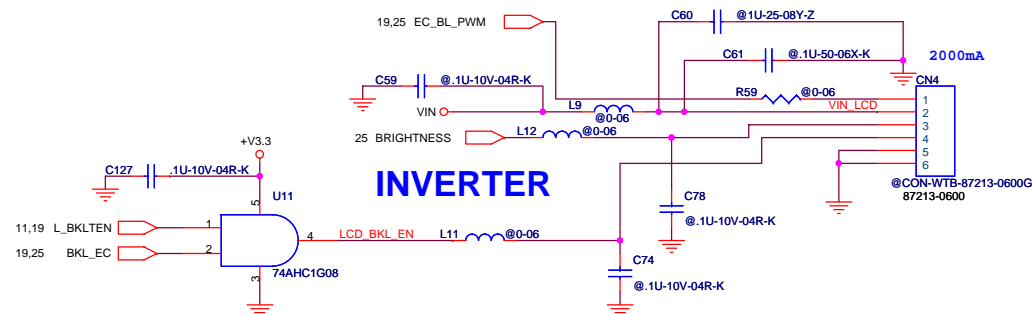 C60 @1U-25-08Y-Z
19,25 EC_BL_PWM
C61 @.1U-50-06X-K 2000mA
C59 @.1U-10V-04R-K
CN4
R59 @0-06
VIN L9 VIN_LCD 1
@0-06 2
25 BRIGHTNESS L12 @0-06 3
4
+V3.3 5
6
C127 .1U-10V-04R-K
INVERTER
@CON-WTB-87213-0600G
87213-0600
U11 C78
5
11,19 L_BKLTEN 1 @.1U-10V-04R-K
4 LCD_BKL_EN L11 @0-06
19,25 BKL_EC 2
C74
3 74AHC1G08
@.1U-10V-04R-K